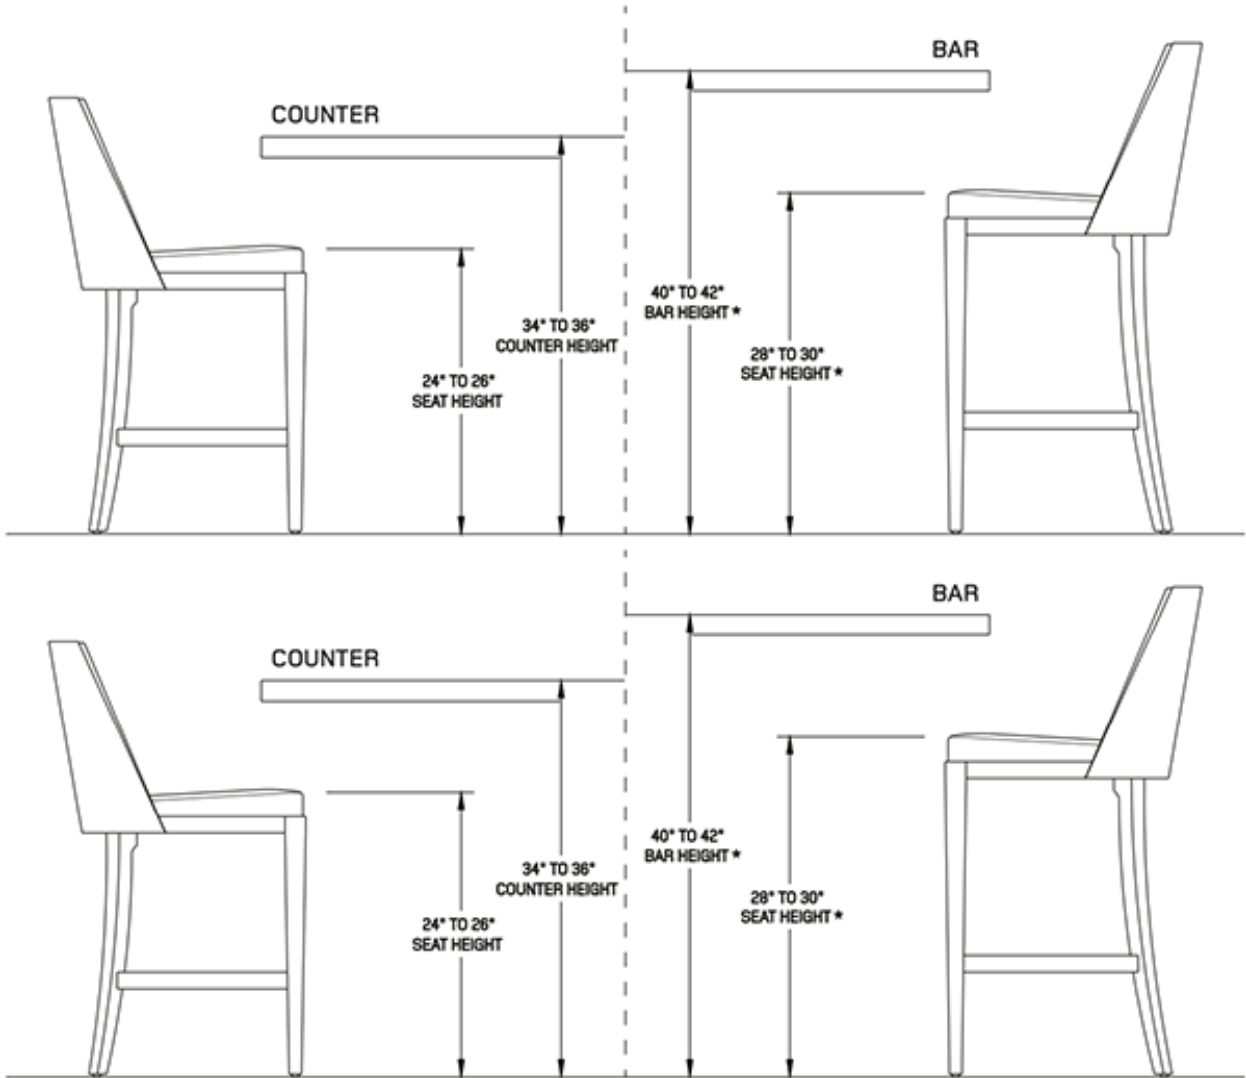 BAR
COUNTER
40" TO 42"
BAR HEIGHT *
34" TO 36"
COUNTER HEIGHT
28" TO 30"
SEAT HEIGHT *
24" TO 26"
SEAT HEIGHT
BAR
COUNTER
40" TO 42"
BAR HEIGHT *
34" TO 36"
COUNTER HEIGHT
28" TO 30"
SEAT HEIGHT *
24" TO 26"
SEAT HEIGHT